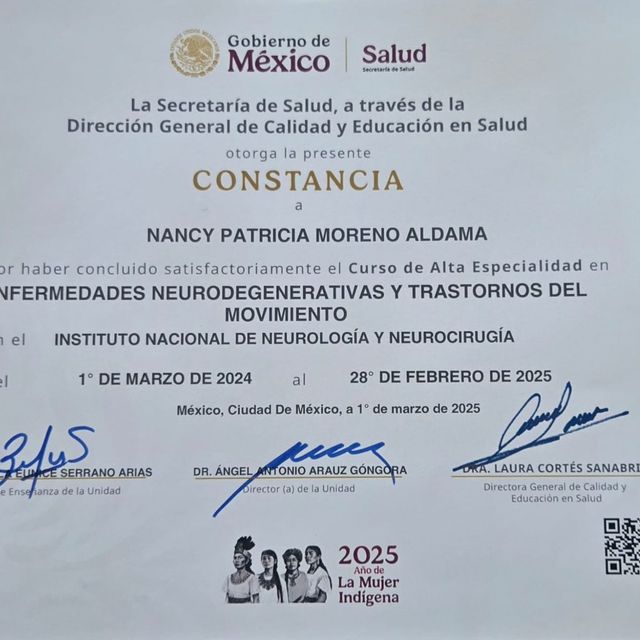 Gobierno de
México
Salud
Secretaría de Salud
La Secretaría de Salud, a través de la
Dirección General de Calidad y Educación en Salud
otorga la presente
CONSTANCIA
a
NANCY PATRICIA MORENO ALDAMA
or haber concluido satisfactoriamente el Curso de Alta Especialidad en
NFERMEDADES NEURODEGENERATIVAS Y TRASTORNOS DEL
MOVIMIENTO
n el INSTITUTO NACIONAL DE NEUROLOGÍA Y NEUROCIRUGÍA
el 1° DE MARZO DE 2024 al 28° DE FEBRERO DE 2025
México, Ciudad De México, a 1° de marzo de 2025
EUNICE SERRANO ARIAS
e Enseñanza de la Unidad
DR. ÁNGEL ANTONIO ARAUZ GÓNGORA
Director (a) de la Unidad
DRA. LAURA CORTÉS SANABRI
Directora General de Calidad y
Educación en Salud
2025
Año de
La Mujer
Indígena